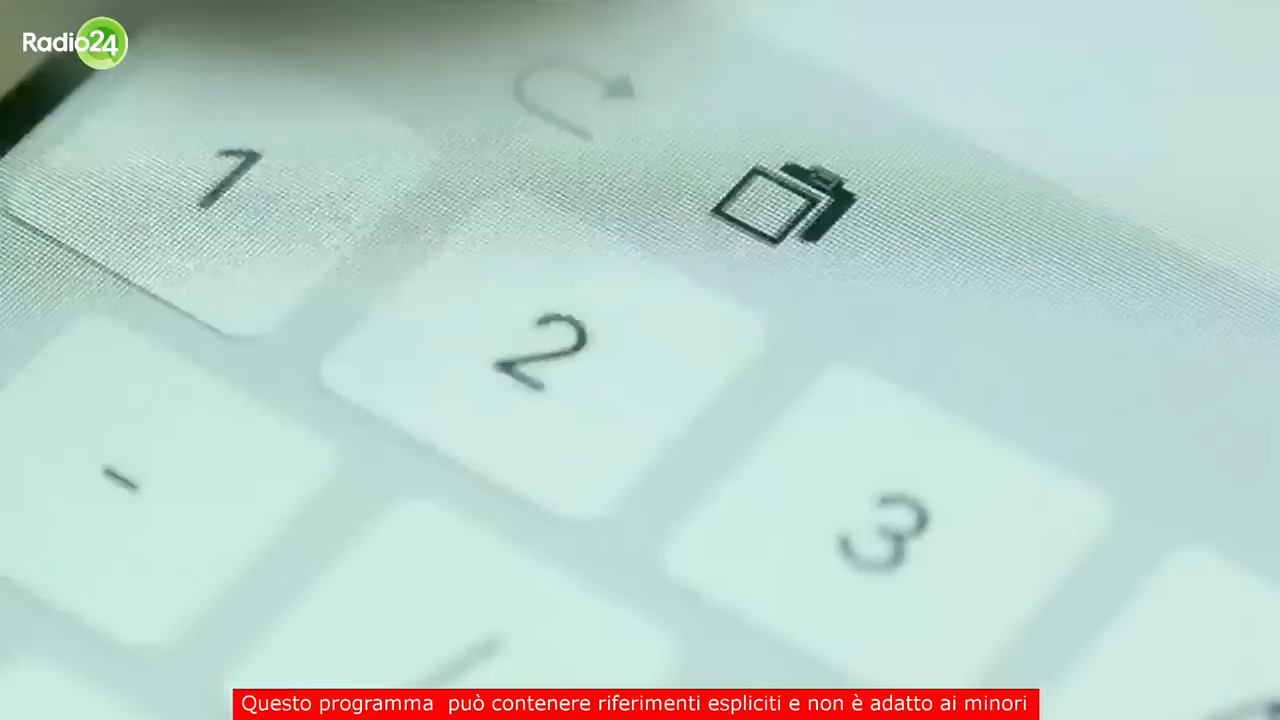 Radio24
1
2
3
-
/
Questo programma può contenere riferimenti espliciti e non è adatto ai minori